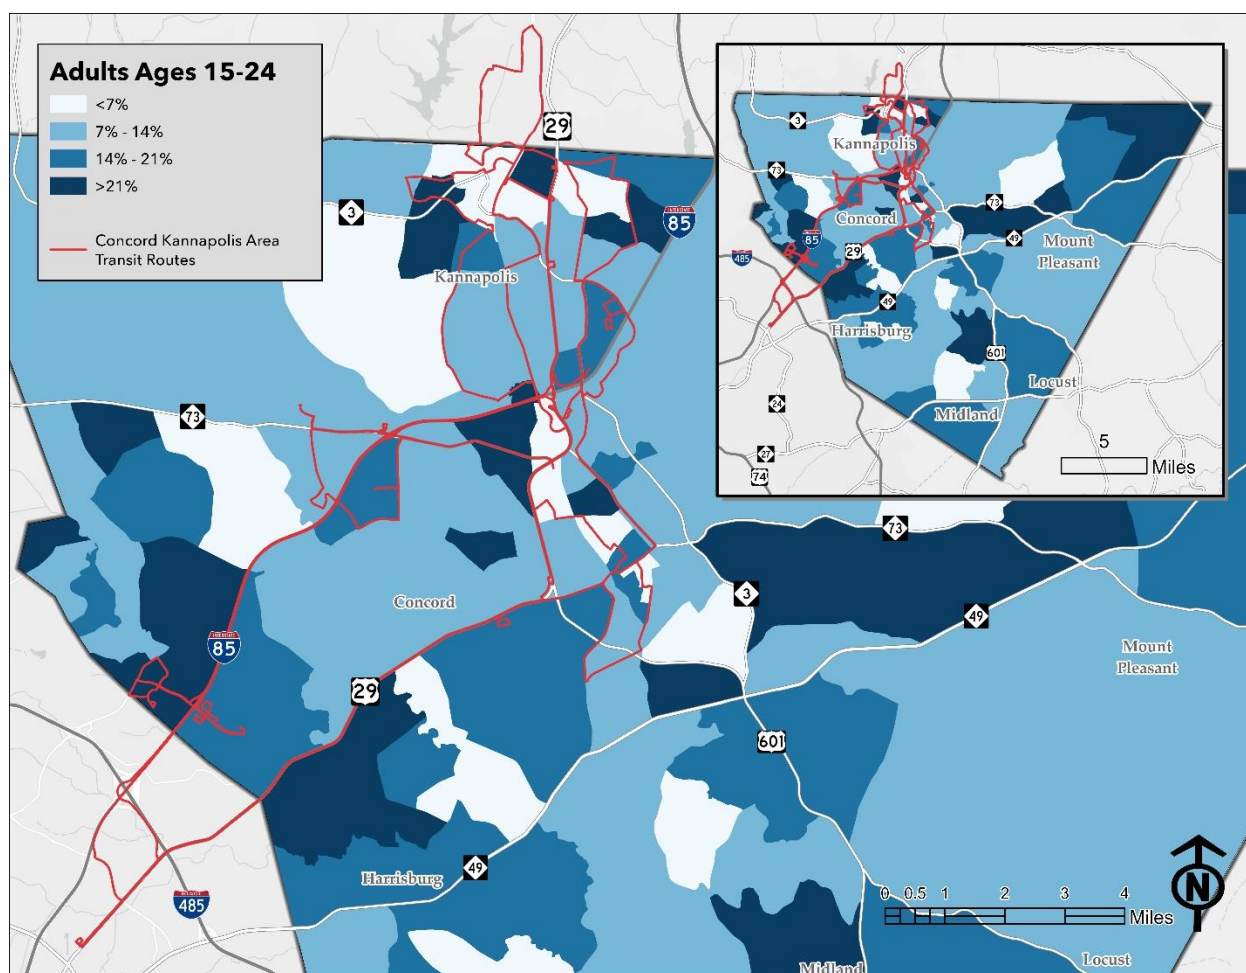 Adults Ages 15-24
<7%
7% - 14%
14% - 21%
>21%
Concord Kannapolis Area
Transit Routes
29
3
INTERSTATE
85
Kannapolis
73
Concord
INTERSTATE
85
29
73
3
49
Mount
Pleasant
601
49
Harrisburg
INTERSTATE
485
Midland
Locust
0 0.5 1 2 3 4
Miles
N
3
Kannapolis
73
73
Concord
85
29
49
Mount
Pleasant
485
49
Harrisburg
601
Locust
24
Midland
27
74
5
Miles